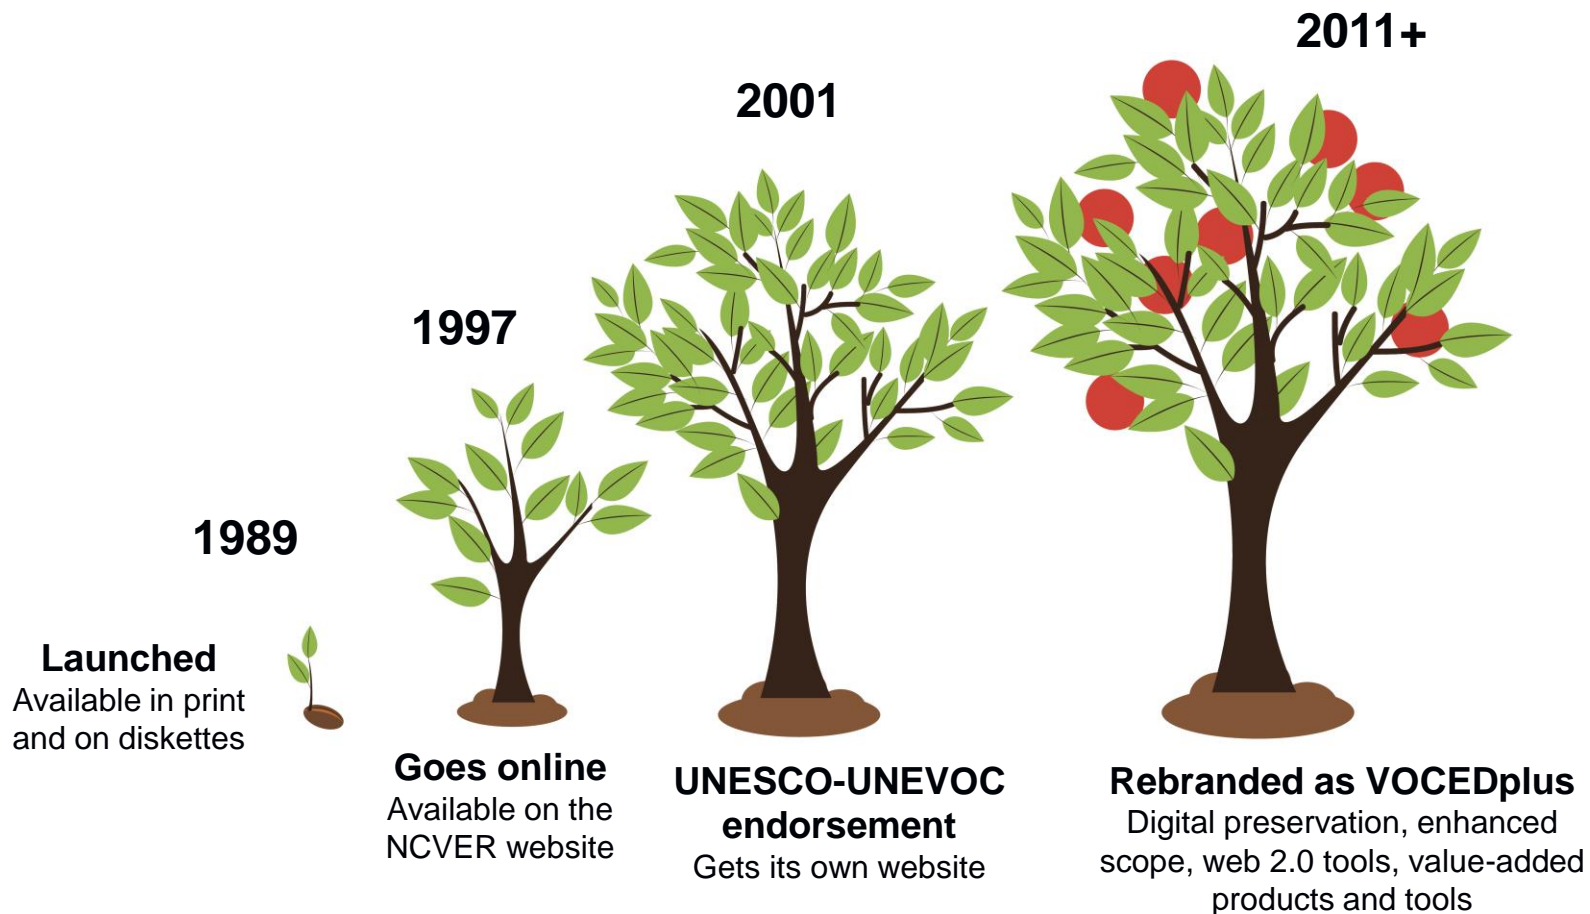 1989
Launched
Available in print
and on diskettes
1997
Goes online
Available on the
NCVER website
2001
UNESCO-UNEVOC
endorsement
Gets its own website
2011+
Rebranded as VOCEDplus
Digital preservation, enhanced
scope, web 2.0 tools, value-added
products and tools